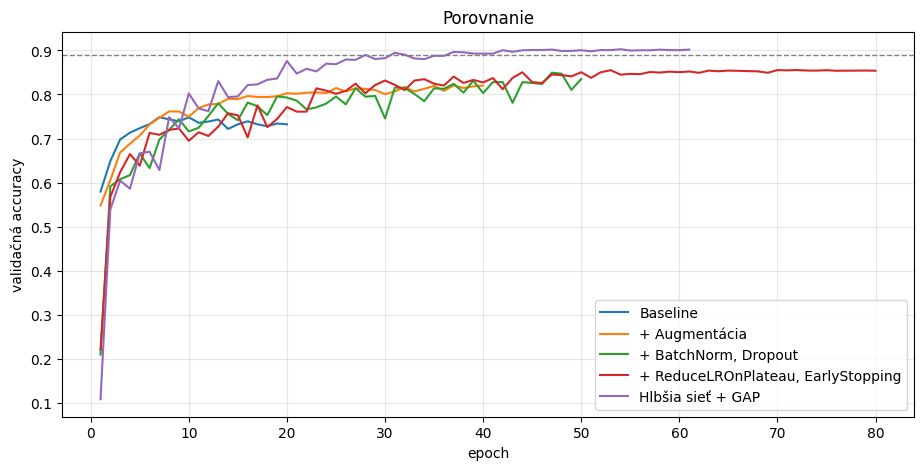 Porovnanie
validačná accuracy
0.9
0.8
0.7
0.6
0.5
0.4
0.3
0.2
0.1
0 10 20 30 40 50 60 70 80
epoch
Baseline
+ Augmentácia
+ BatchNorm, Dropout
+ ReduceLROnPlateau, EarlyStopping
Hlbšia sieť + GAP